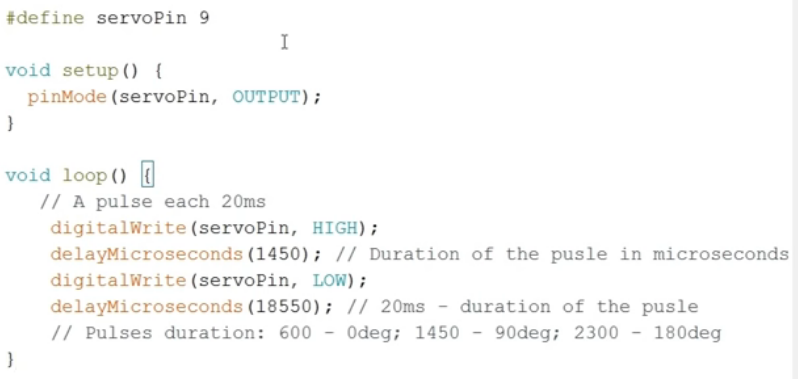 #define servoPin 9
void setup() {
pinMode(servoPin, OUTPUT);
}
void loop() {
// A pulse each 20ms
digitalWrite(servoPin, HIGH);
delayMicroseconds(1450); // Duration of the pusle in microseconds
digitalWrite(servoPin, LOW);
delayMicroseconds(18550); // 20ms - duration of the pusle
// Pulses duration: 600 - 0deg; 1450 - 90deg; 2300 - 180deg
}